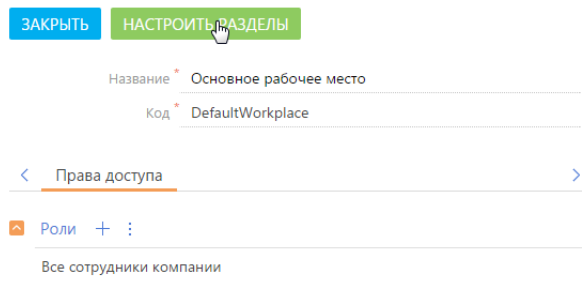 ЗАКРЫТЬ НАСТРОИТЬ РАЗДЕЛЫ
Название * Основное рабочее место
Код * DefaultWorkplace
Права доступа
Роли
Все сотрудники компании